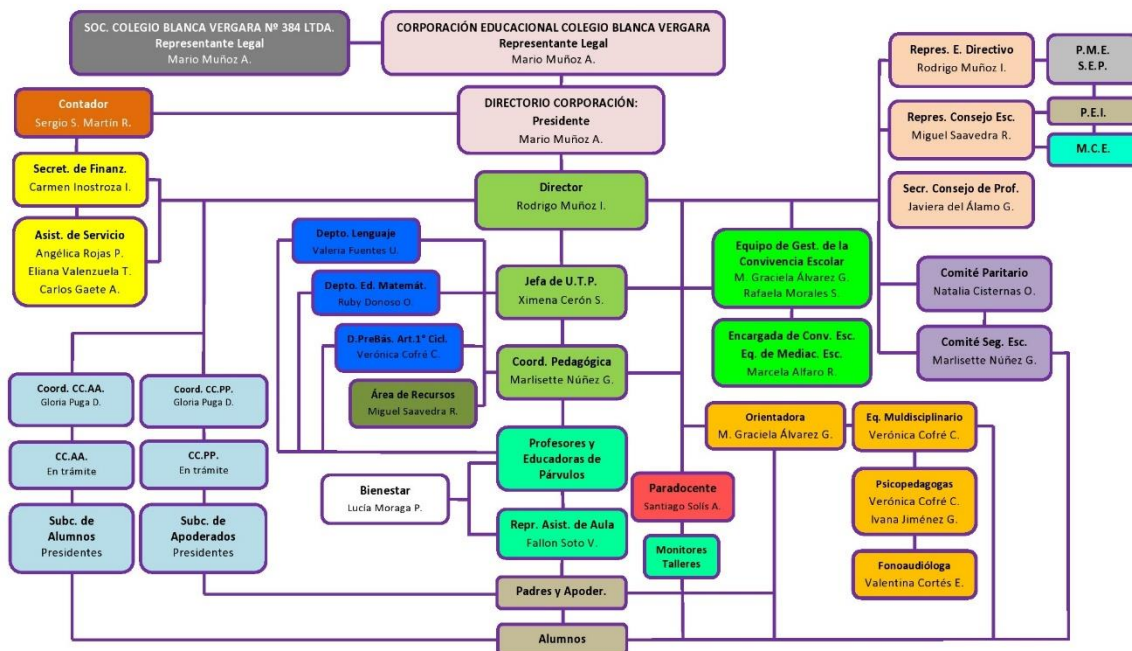 SOC. COLEGIO BLANCA VERGARA Nº 384 LTDA.
Representante Legal
Mario Muñoz A.
CORPORACIÓN EDUCACIONAL COLEGIO BLANCA VERGARA
Representante Legal
Mario Muñoz A.
Repres. E. Directivo
Rodrigo Muñoz I.
P.M.E.
S.E.P.
Contador
Sergio S. Martín R.
DIRECTORIO CORPORACIÓN:
Presidente
Mario Muñoz A.
Repres. Consejo Esc.
Miguel Saavedra R.
P.E.I.
M.C.E.
Secret. de Finanz.
Carmen Inostroza I.
Director
Rodrigo Muñoz I.
Secr. Consejo de Prof.
Javiera del Álamo G.
Asist. de Servicio
Angélica Rojas P.
Eliana Valenzuela T.
Carlos Gaete A.
Depto. Lenguaje
Valeria Fuentes U.
Equipo de Gest. de la
Convivencia Escolar
M. Graciela Álvarez G.
Rafaela Morales S.
Depto. Ed. Matemát.
Ruby Donoso O.
Jefa de U.T.P.
Ximena Cerón S.
Comité Paritario
Natalia Cisternas O.
D.PreBás. Art.1° Cicl.
Verónica Cofré C.
Encargada de Conv. Esc.
Eq. de Mediac. Esc.
Marcela Alfaro R.
Comité Seg. Esc.
Marlisette Núñez G.
Coord. Pedagógica
Marlisette Núñez G.
Coord. CC.AA.
Gloria Puga D.
Coord. CC.PP.
Gloria Puga D.
Área de Recursos
Miguel Saavedra R.
Orientadora
M. Graciela Álvarez G.
Eq. Muldisciplinario
Verónica Cofré C.
Profesores y
Educadoras de
Párvulos
CC.AA.
En trámite
CC.PP.
En trámite
Bienestar
Lucía Moraga P.
Paradocente
Santiago Solís A.
Psicopedagogas
Verónica Cofré C.
Ivana Jiménez G.
Subc. de
Alumnos
Presidentes
Subc. de
Apoderados
Presidentes
Repr. Asist. de Aula
Fallon Soto V.
Monitores
Talleres
Fonoaudióloga
Valentina Cortés E.
Padres y Apoder.
Alumnos